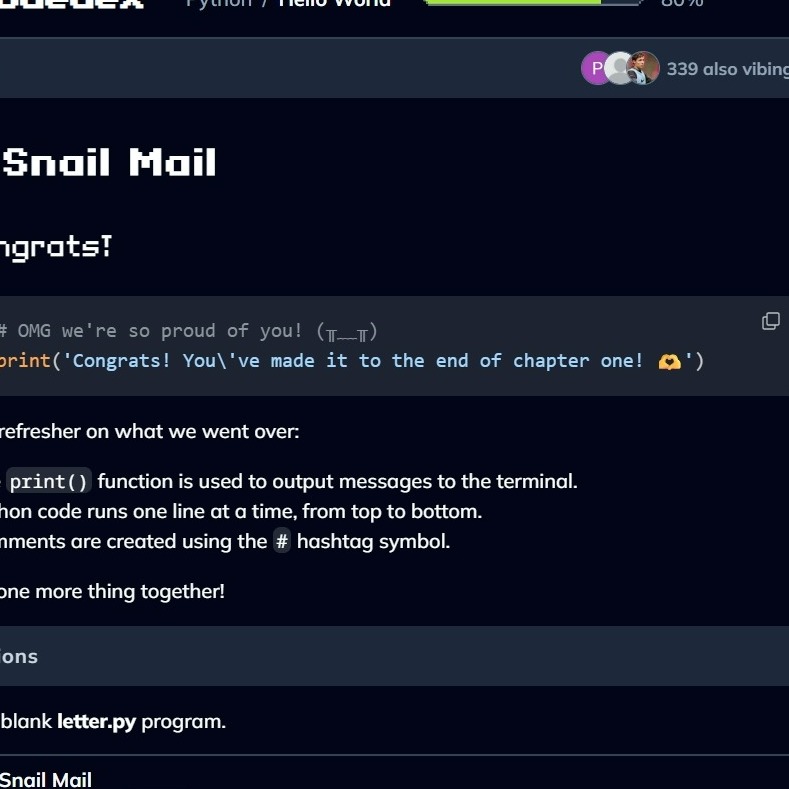 Python / Hello World 80%
P 339 also vibing
Snail Mail
ngrats!
# OMG we're so proud of you! (╥﹏╥)
print('Congrats! You\'ve made it to the end of chapter one! 🫶')
refresher on what we went over:
print() function is used to output messages to the terminal.
hon code runs one line at a time, from top to bottom.
mments are created using the # hashtag symbol.
one more thing together!
ions
blank letter.py program.
Snail Mail